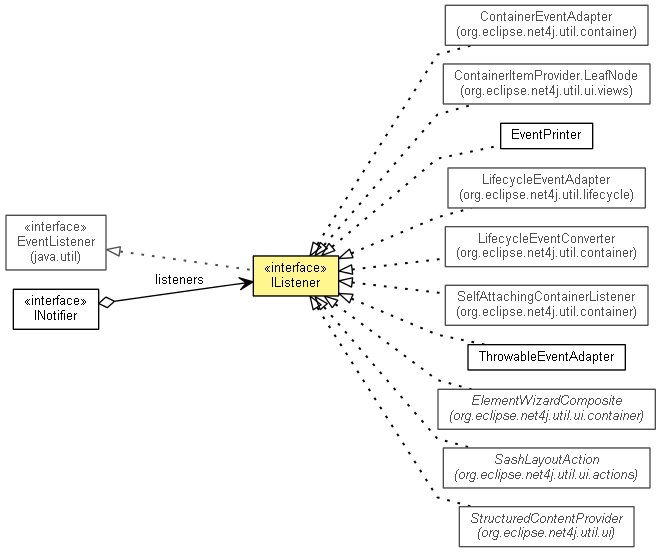 ContainerEventAdapter
(org.eclipse.net4j.util.container)
ContainerItemProvider.LeafNode
(org.eclipse.net4j.util.ui.views)
EventPrinter
LifecycleEventAdapter
(org.eclipse.net4j.util.lifecycle)
«interface»
EventListener
(java.util)
LifecycleEventConverter
(org.eclipse.net4j.util.container)
«interface»
IListener
listeners
«interface»
INotifier
SelfAttachingContainerListener
(org.eclipse.net4j.util.container)
ThrowableEventAdapter
ElementWizardComposite
(org.eclipse.net4j.util.ui.container)
SashLayoutAction
(org.eclipse.net4j.util.ui.actions)
StructuredContentProvider
(org.eclipse.net4j.util.ui)